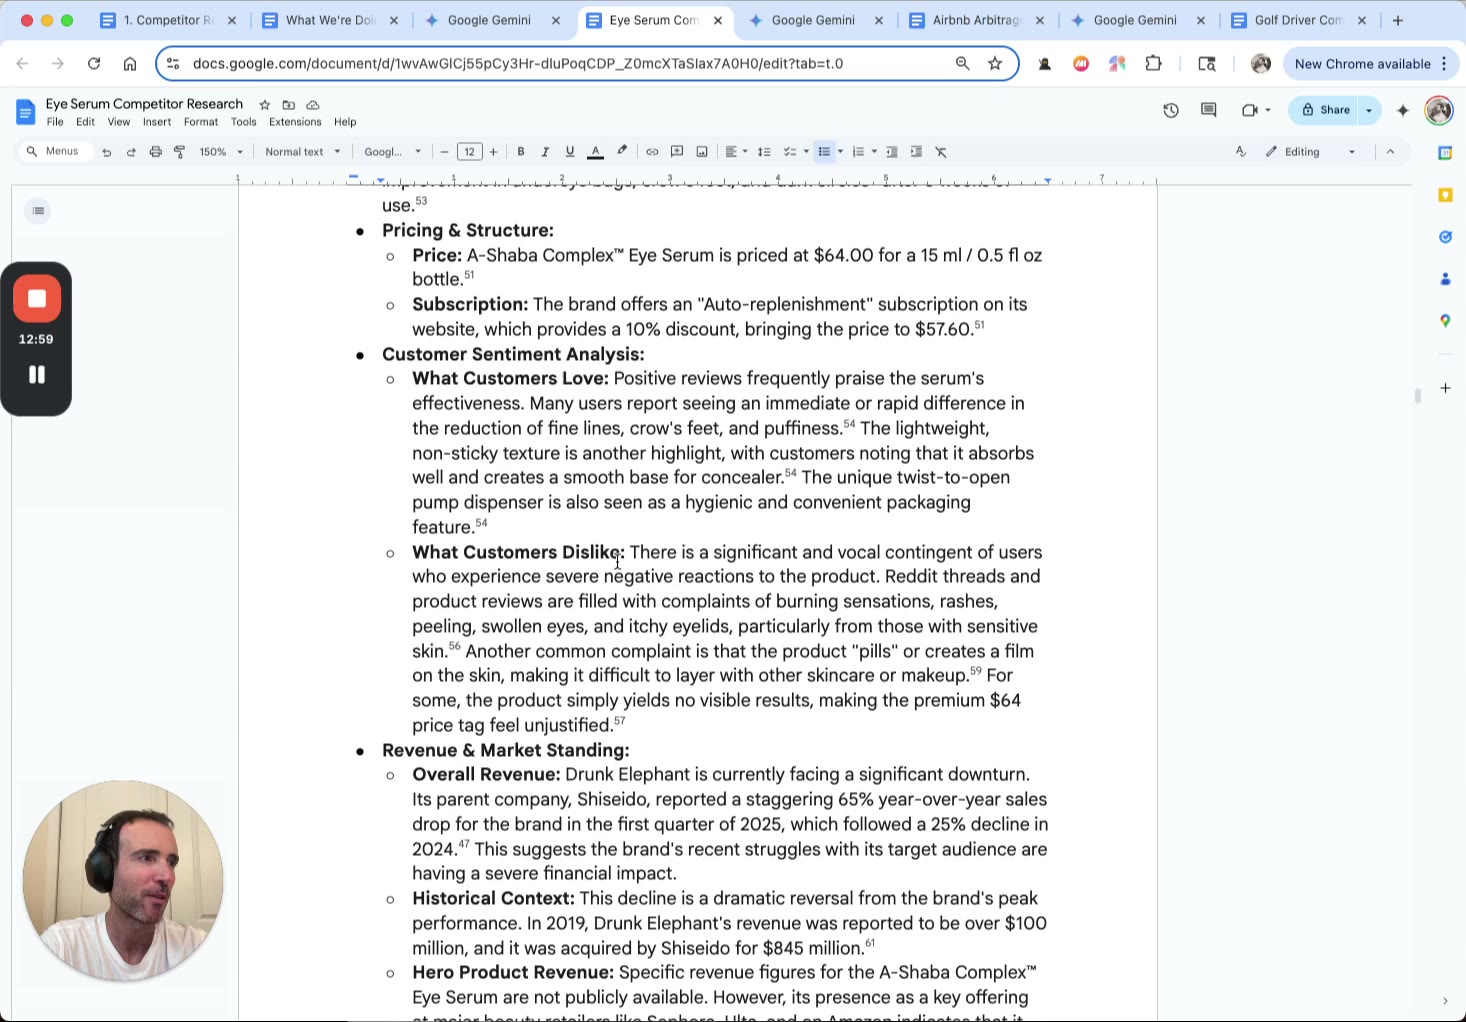 1. Competitor R
What We're Doi
Google Gemini
Eye Serum Com
Google Gemini
Airbnb Arbitrag
Google Gemini
Golf Driver Com
docs.google.com/document/d/1wvAwGlCj55pCy3Hr-dluPoqCDP_Z0mcXTaSlax7A0H0/edit?tab=t.0
New Chrome available
Eye Serum Competitor Research
File Edit View Insert Format Tools Extensions Help
Share
Menus
150%
Normal text
Googl...
12
Editing
1 1 2 3 4 5 6 7
use.53
Pricing & Structure:
Price: A-Shaba Complex™ Eye Serum is priced at $64.00 for a 15 ml / 0.5 fl oz
bottle.51
Subscription: The brand offers an "Auto-replenishment" subscription on its
website, which provides a 10% discount, bringing the price to $57.60.51
Customer Sentiment Analysis:
What Customers Love: Positive reviews frequently praise the serum's
effectiveness. Many users report seeing an immediate or rapid difference in
the reduction of fine lines, crow's feet, and puffiness.54 The lightweight,
non-sticky texture is another highlight, with customers noting that it absorbs
well and creates a smooth base for concealer.54 The unique twist-to-open
pump dispenser is also seen as a hygienic and convenient packaging
feature.54
What Customers Dislike: There is a significant and vocal contingent of users
who experience severe negative reactions to the product. Reddit threads and
product reviews are filled with complaints of burning sensations, rashes,
peeling, swollen eyes, and itchy eyelids, particularly from those with sensitive
skin.56 Another common complaint is that the product "pills" or creates a film
on the skin, making it difficult to layer with other skincare or makeup.59 For
some, the product simply yields no visible results, making the premium $64
price tag feel unjustified.57
Revenue & Market Standing:
Overall Revenue: Drunk Elephant is currently facing a significant downturn.
Its parent company, Shiseido, reported a staggering 65% year-over-year sales
drop for the brand in the first quarter of 2025, which followed a 25% decline in
2024.47 This suggests the brand's recent struggles with its target audience are
having a severe financial impact.
Historical Context: This decline is a dramatic reversal from the brand's peak
performance. In 2019, Drunk Elephant's revenue was reported to be over $100
million, and it was acquired by Shiseido for $845 million.61
Hero Product Revenue: Specific revenue figures for the A-Shaba Complex™
Eye Serum are not publicly available. However, its presence as a key offering
12:59